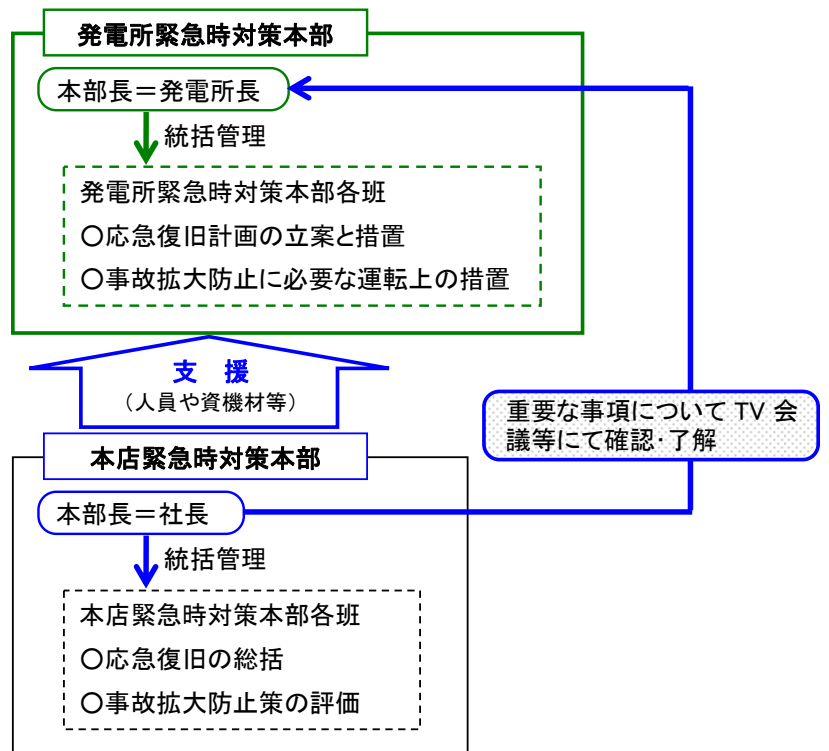 発電所緊急時対策本部
本部長＝発電所長
統括管理
発電所緊急時対策本部各班
○応急復旧計画の立案と措置
○事故拡大防止に必要な運転上の措置
支　援
（人員や資機材等）
重要な事項について TV 会
議等にて確認・了解
本店緊急時対策本部
本部長＝社長
統括管理
本店緊急時対策本部各班
○応急復旧の総括
○事故拡大防止策の評価